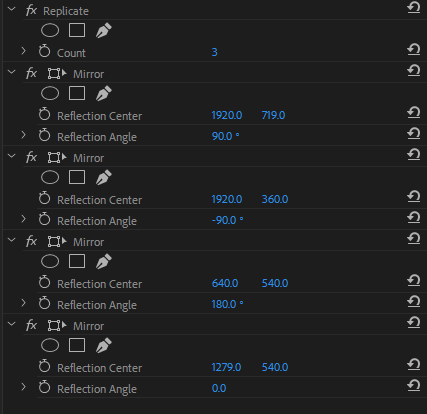 fx Replicate
Count 3
fx Mirror
Reflection Center 1920.0 719.0
Reflection Angle 90.0 °
fx Mirror
Reflection Center 1920.0 360.0
Reflection Angle -90.0 °
fx Mirror
Reflection Center 640.0 540.0
Reflection Angle 180.0 °
fx Mirror
Reflection Center 1279.0 540.0
Reflection Angle 0.0